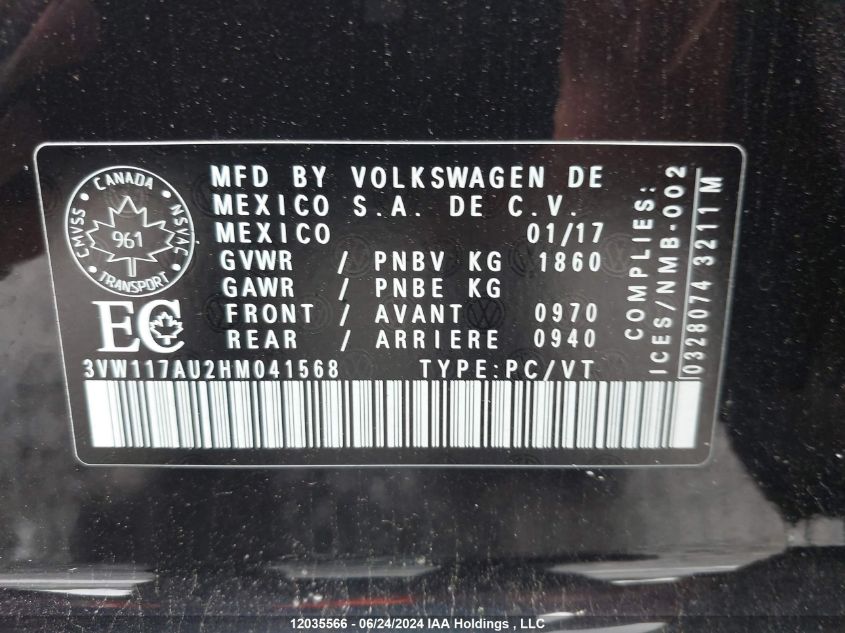 CANADA
CMVSS
NSVAC
961
TRANSPORT
EC
MFD BY VOLKSWAGEN DE
MEXICO S.A. DE C.V.
MEXICO 01/17
GVWR / PNBV KG 1860
GAWR / PNBE KG
FRONT / AVANT 0970
REAR / ARRIERE 0940
3VW117AU2HM041568 TYPE:PC/VT
COMPLIES:
ICES/NMB-002
0328074 3211M
12035566 - 06/24/2024 IAA Holdings , LLC